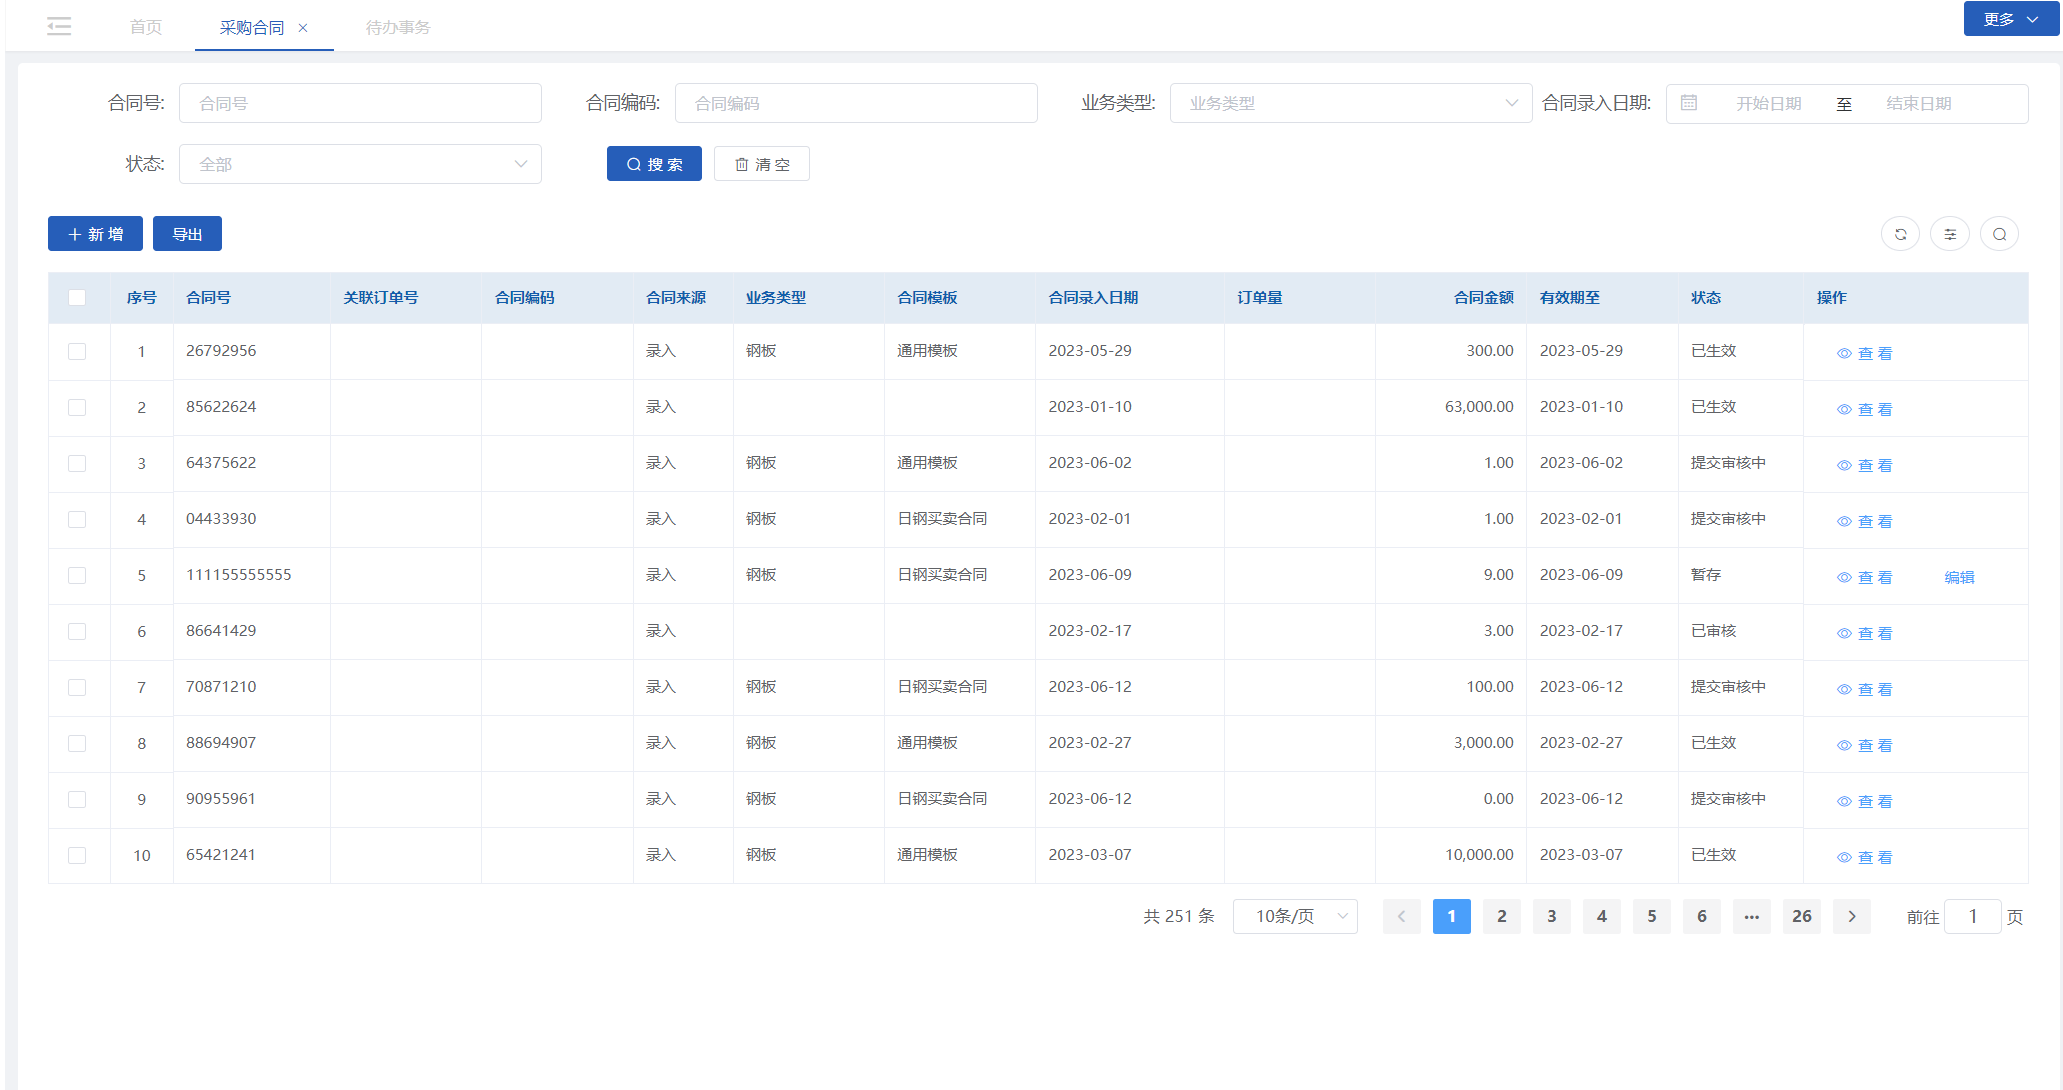 首页 采购合同 × 待办事务 更多
合同号: 合同号 合同编码: 合同编码 业务类型: 业务类型 合同录入日期: 开始日期 至 结束日期
状态: 全部 搜 索 清 空
新 增 导出
序号 合同号 关联订单号 合同编码 合同来源 业务类型 合同模板 合同录入日期 订单量 合同金额 有效期至 状态 操作
1 26792956 录入 钢板 通用模板 2023-05-29 300.00 2023-05-29 已生效 查 看
2 85622624 录入 2023-01-10 63,000.00 2023-01-10 已生效 查 看
3 64375622 录入 钢板 通用模板 2023-06-02 1.00 2023-06-02 提交审核中 查 看
4 04433930 录入 钢板 日钢买卖合同 2023-02-01 1.00 2023-02-01 提交审核中 查 看
5 111155555555 录入 钢板 日钢买卖合同 2023-06-09 9.00 2023-06-09 暂存 查 看 编辑
6 86641429 录入 2023-02-17 3.00 2023-02-17 已审核 查 看
7 70871210 录入 钢板 日钢买卖合同 2023-06-12 100.00 2023-06-12 提交审核中 查 看
8 88694907 录入 钢板 通用模板 2023-02-27 3,000.00 2023-02-27 已生效 查 看
9 90955961 录入 钢板 日钢买卖合同 2023-06-12 0.00 2023-06-12 提交审核中 查 看
10 65421241 录入 钢板 通用模板 2023-03-07 10,000.00 2023-03-07 已生效 查 看
共 251 条 10条/页 1 2 3 4 5 6 ••• 26 前往 1 页